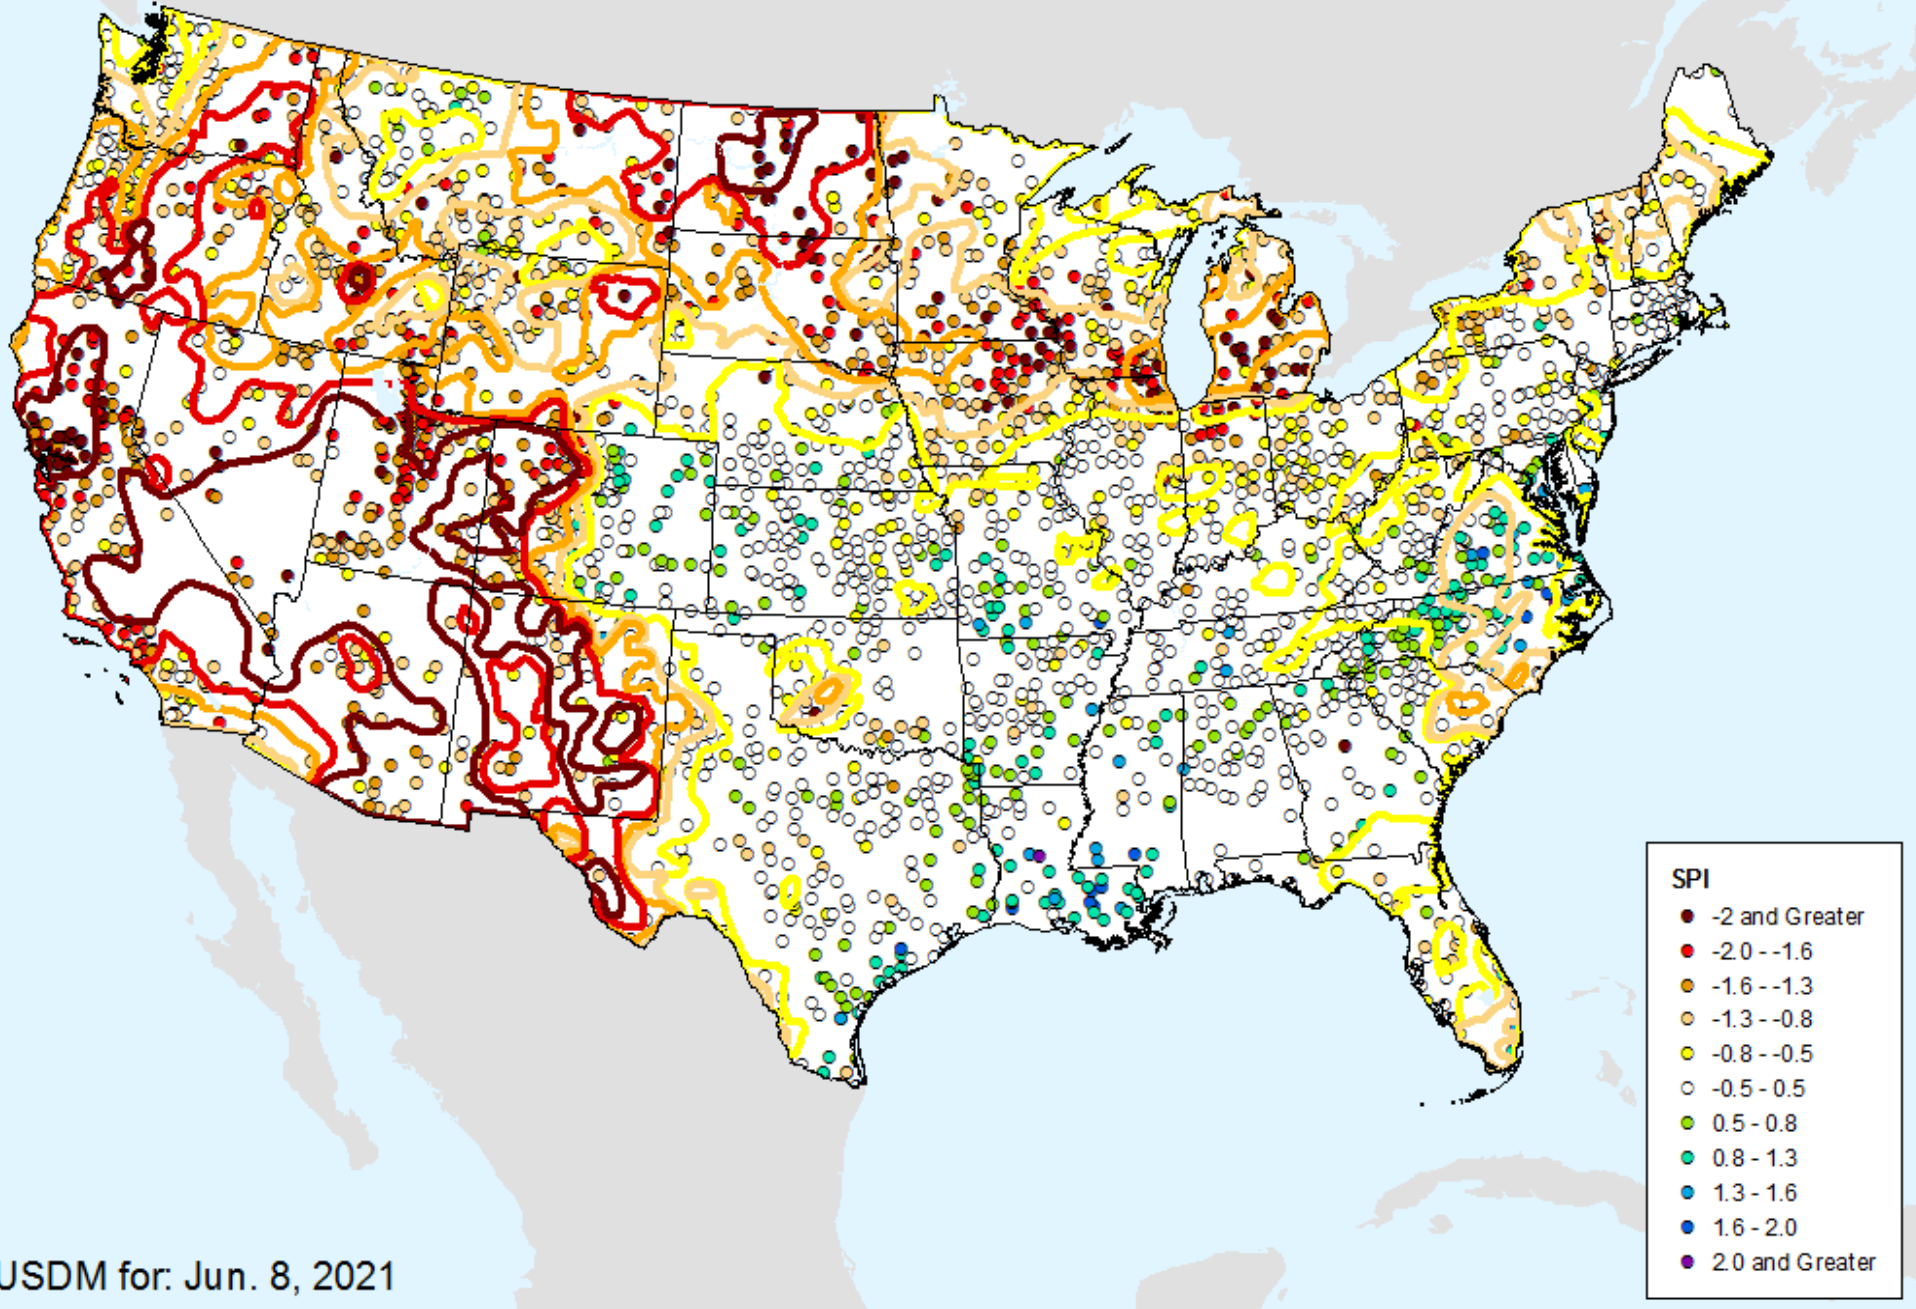 USDM for: Jun. 8, 2021
SPI
-2 and Greater
-2.0 - -1.6
-1.6 - -1.3
-1.3 - -0.8
-0.8 - -0.5
-0.5 - 0.5
0.5 - 0.8
0.8 - 1.3
1.3 - 1.6
1.6 - 2.0
2.0 and Greater